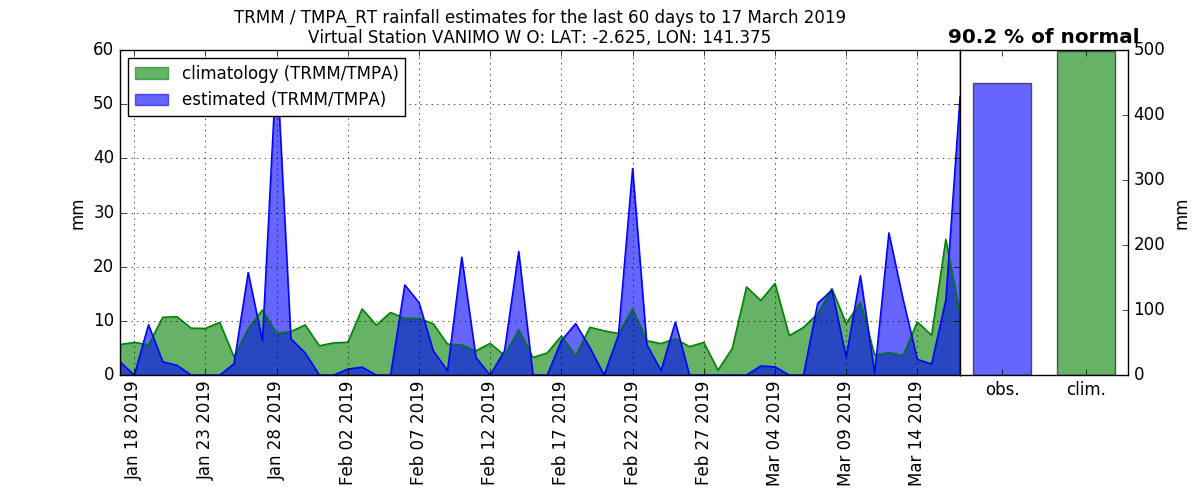 TRMM / TMPA_RT rainfall estimates for the last 60 days to 17 March 2019
Virtual Station VANIMO W O: LAT: -2.625, LON: 141.375
90.2 % of normal
climatology (TRMM/TMPA)
estimated (TRMM/TMPA)
60
50
40
30
20
10
0
mm
500
400
300
200
100
0
mm
Jan 18 2019
Jan 23 2019
Jan 28 2019
Feb 02 2019
Feb 07 2019
Feb 12 2019
Feb 17 2019
Feb 22 2019
Feb 27 2019
Mar 04 2019
Mar 09 2019
Mar 14 2019
obs.
clim.